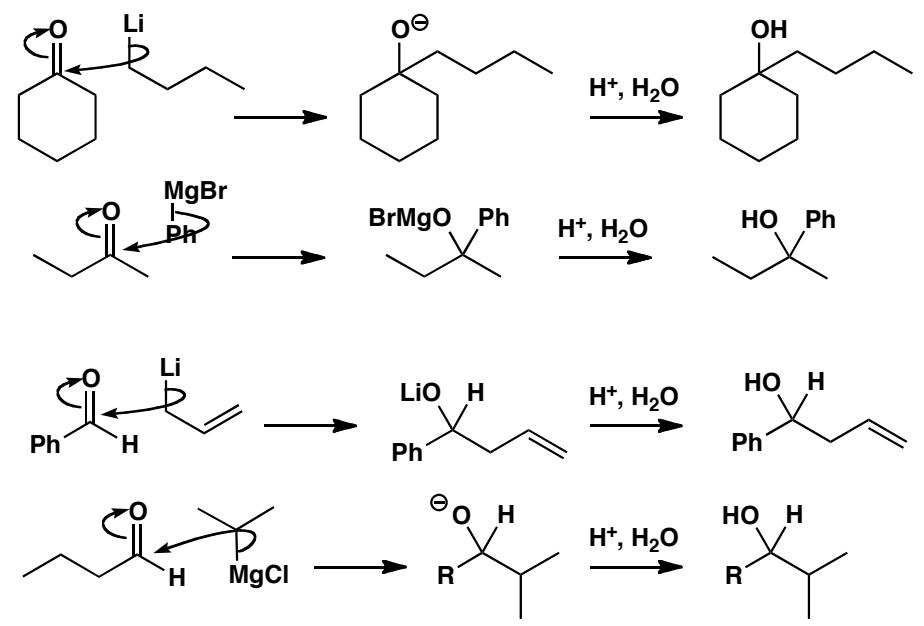 O Li O⊖ H⁺, H₂O OH
MgBr
O Ph BrMgO Ph H⁺, H₂O HO Ph
Li
O LiO H H⁺, H₂O HO H
Ph H Ph Ph
O ⊖O H H⁺, H₂O HO H
H MgCl R R